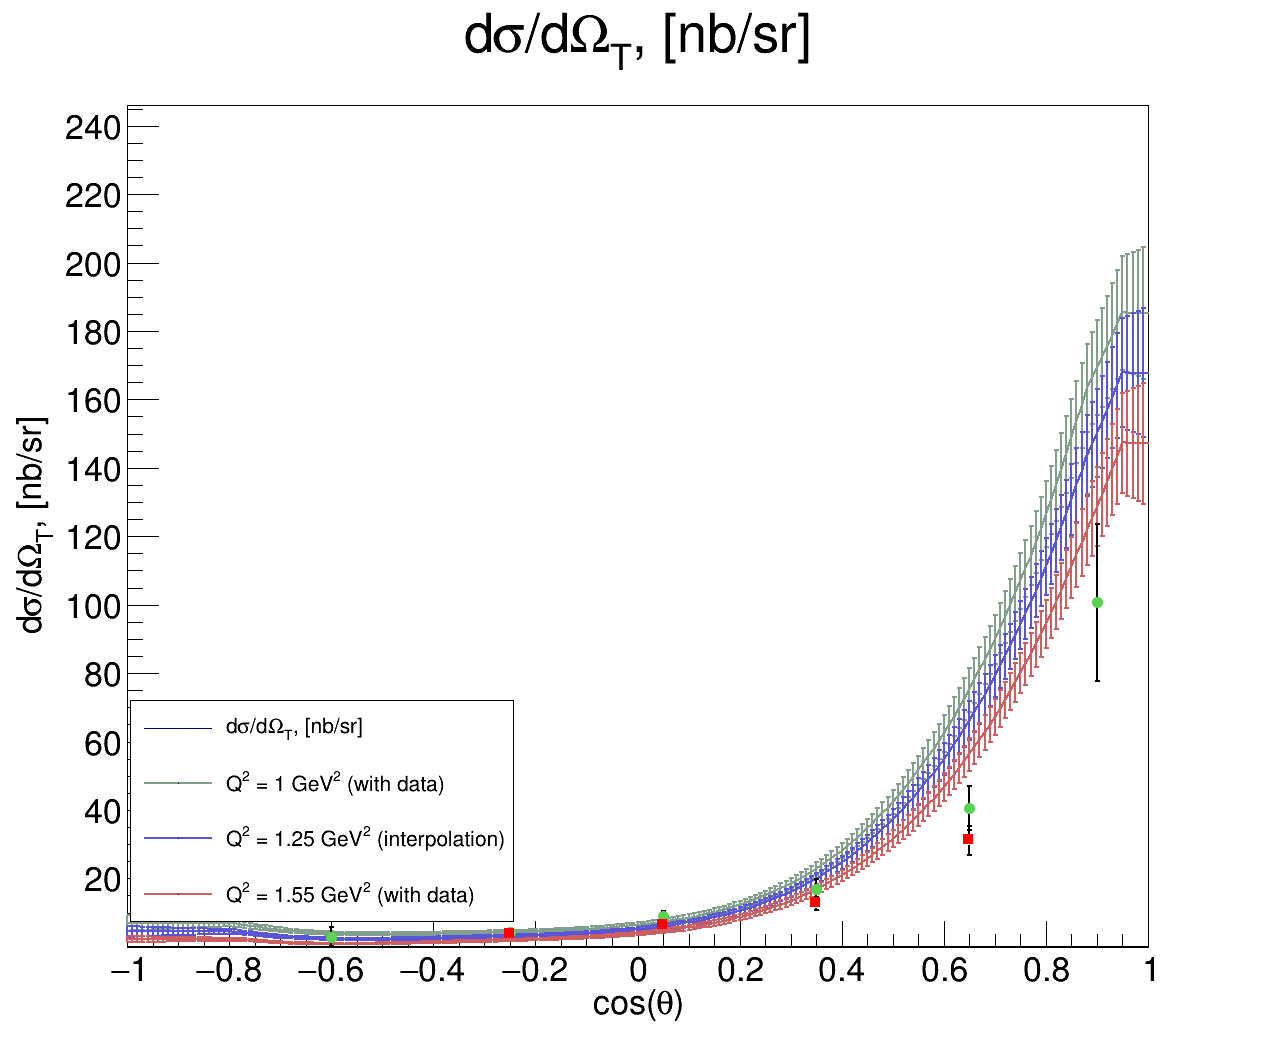 dσ/dΩ_T, [nb/sr]
dσ/dΩ_T, [nb/sr]
240
220
200
180
160
140
120
100
80
60
40
20
dσ/dΩ_T, [nb/sr]
Q² = 1 GeV² (with data)
Q² = 1.25 GeV² (interpolation)
Q² = 1.55 GeV² (with data)
−1 −0.8 −0.6 −0.4 −0.2 0 0.2 0.4 0.6 0.8 1
cos(θ)